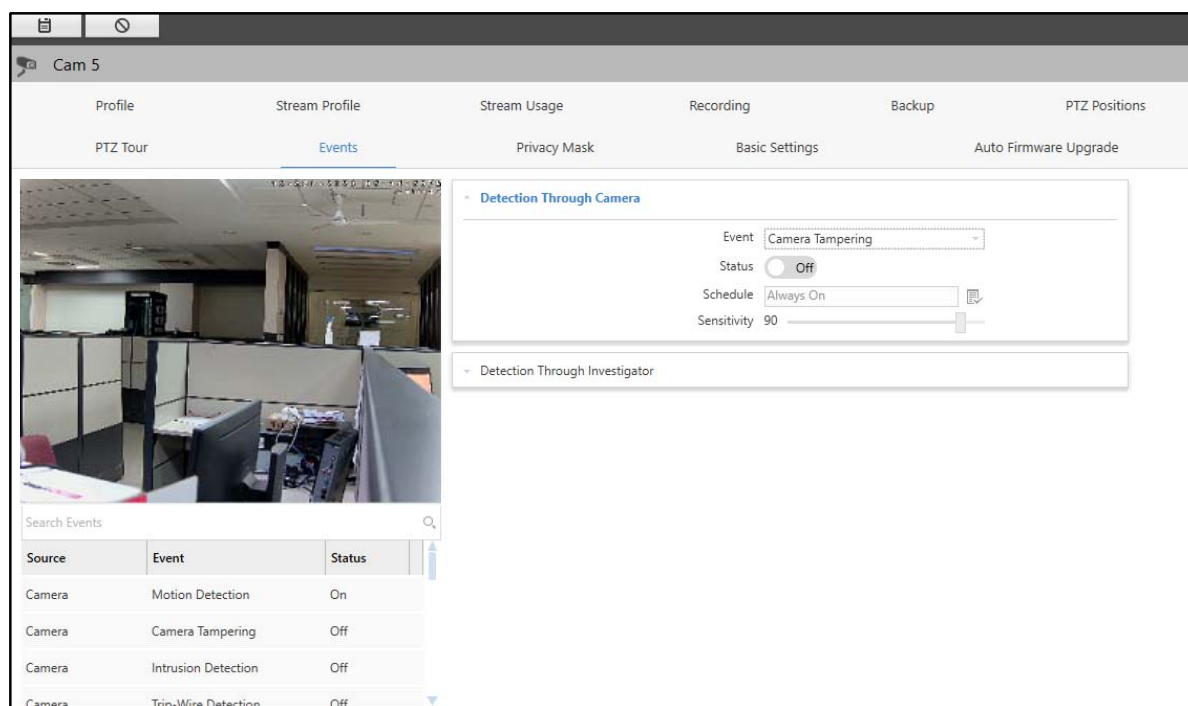 Cam 5
Profile Stream Profile Stream Usage Recording Backup PTZ Positions
PTZ Tour Events Privacy Mask Basic Settings Auto Firmware Upgrade
Detection Through Camera
Event Camera Tampering
Status Off
Schedule Always On
Sensitivity 90
Detection Through Investigator
Search Events
Source Event Status
Camera Motion Detection On
Camera Camera Tampering Off
Camera Intrusion Detection Off
Camera Trip-Wire Detection Off